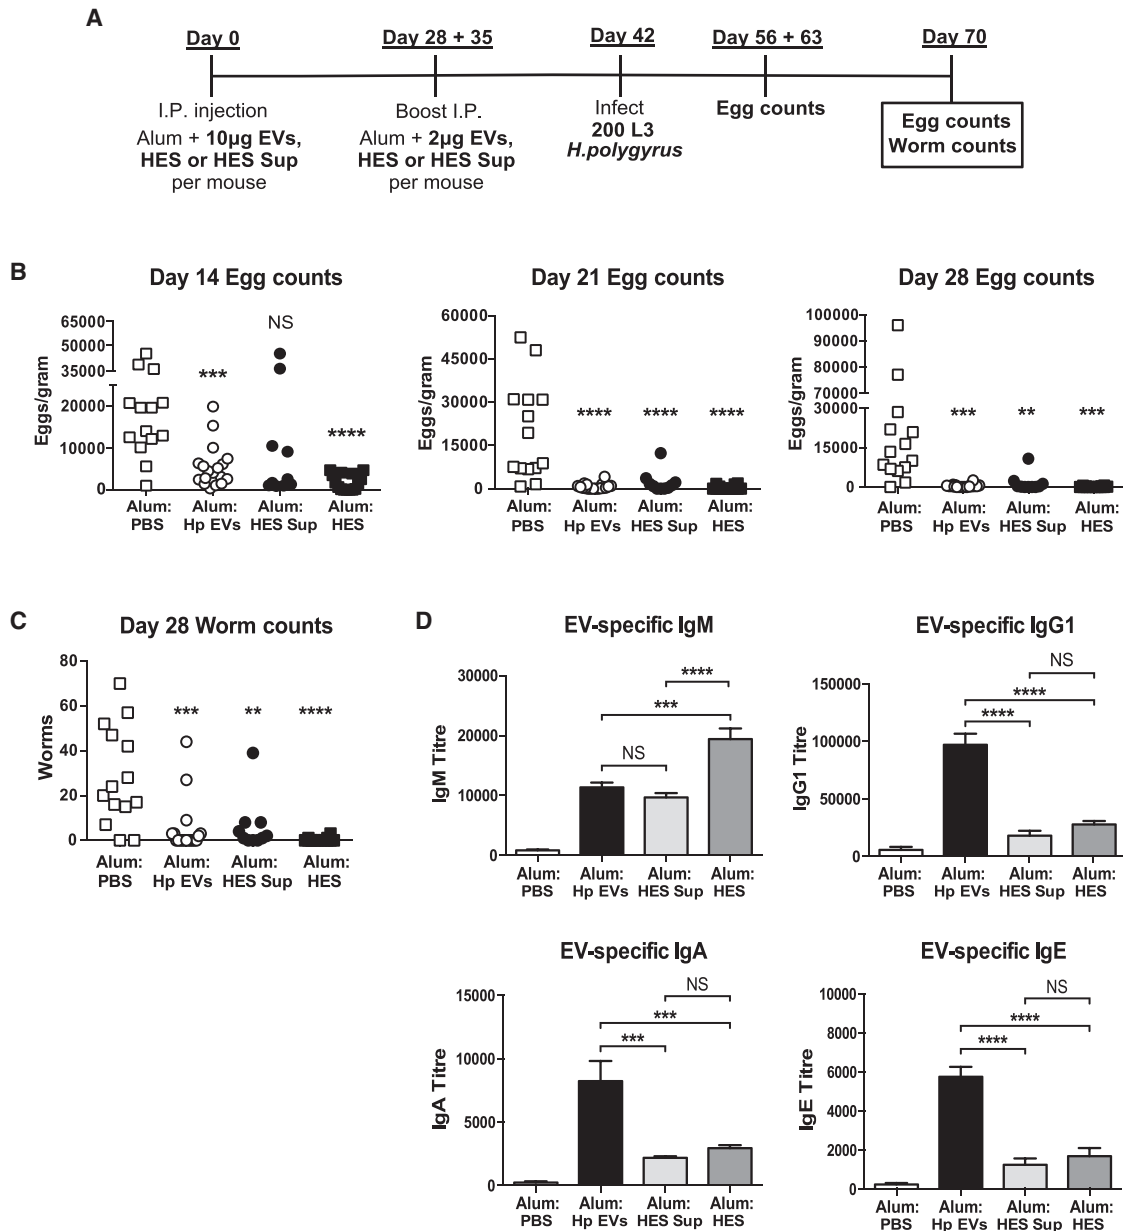 A
Day 0
Day 28 + 35
Day 42
Day 56 + 63
Day 70
I.P. injection
Alum + 10µg EVs,
HES or HES Sup
per mouse
Boost I.P.
Alum + 2µg EVs,
HES or HES Sup
per mouse
Infect
200 L3
H.polygyrus
Egg counts
Egg counts
Worm counts
B
Day 14 Egg counts
Eggs/gram
65000
50000
35000
20000
10000
0
***
NS
****
Alum: PBS
Alum: Hp EVs
Alum: HES Sup
Alum: HES
Day 21 Egg counts
Eggs/gram
60000
45000
30000
15000
0
****
****
****
Alum: PBS
Alum: Hp EVs
Alum: HES Sup
Alum: HES
Day 28 Egg counts
Eggs/gram
100000
80000
60000
40000
30000
15000
0
***
**
***
Alum: PBS
Alum: Hp EVs
Alum: HES Sup
Alum: HES
C
Day 28 Worm counts
Worms
80
60
40
20
0
***
**
****
Alum: PBS
Alum: Hp EVs
Alum: HES Sup
Alum: HES
D
EV-specific IgM
IgM Titre
30000
20000
10000
0
****
***
NS
Alum: PBS
Alum: Hp EVs
Alum: HES Sup
Alum: HES
EV-specific IgG1
IgG1 Titre
150000
100000
50000
0
NS
****
****
Alum: PBS
Alum: Hp EVs
Alum: HES Sup
Alum: HES
EV-specific IgA
IgA Titre
15000
10000
5000
0
NS
***
***
Alum: PBS
Alum: Hp EVs
Alum: HES Sup
Alum: HES
EV-specific IgE
IgE Titre
10000
8000
6000
4000
2000
0
NS
****
****
Alum: PBS
Alum: Hp EVs
Alum: HES Sup
Alum: HES